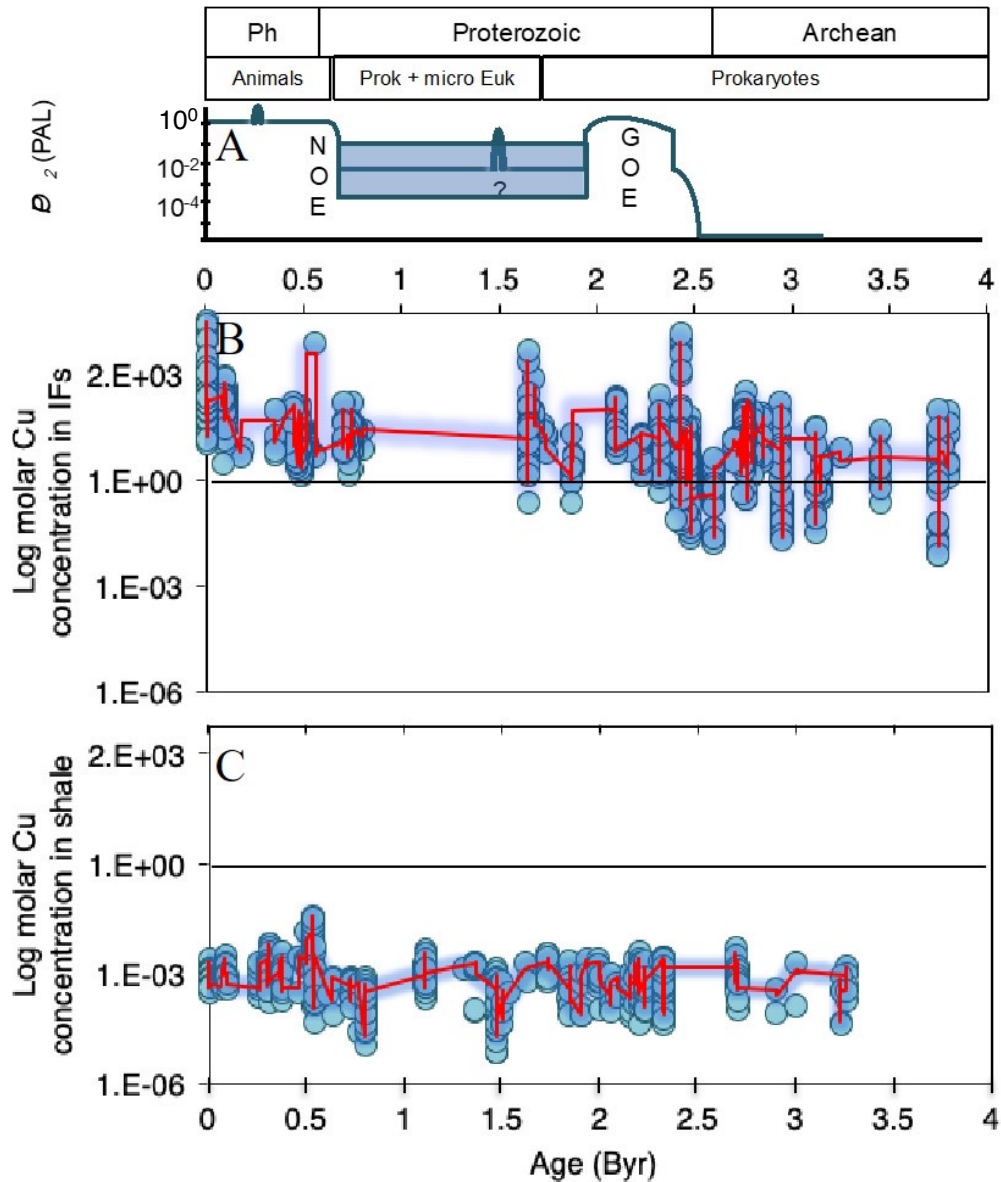 Ph Proterozoic Archean
Animals Prok + micro Euk Prokaryotes
A
10⁰
10⁻²
10⁻⁴
2 (PAL)
N
O
E
?
G
O
E
0 0.5 1 1.5 2 2.5 3 3.5 4
B
Log molar Cu
concentration in IFs
2.E+03
1.E+00
1.E-03
1.E-06
C
Log molar Cu
concentration in shale
2.E+03
1.E+00
1.E-03
1.E-06
0 0.5 1 1.5 2 2.5 3 3.5 4
Age (Byr)